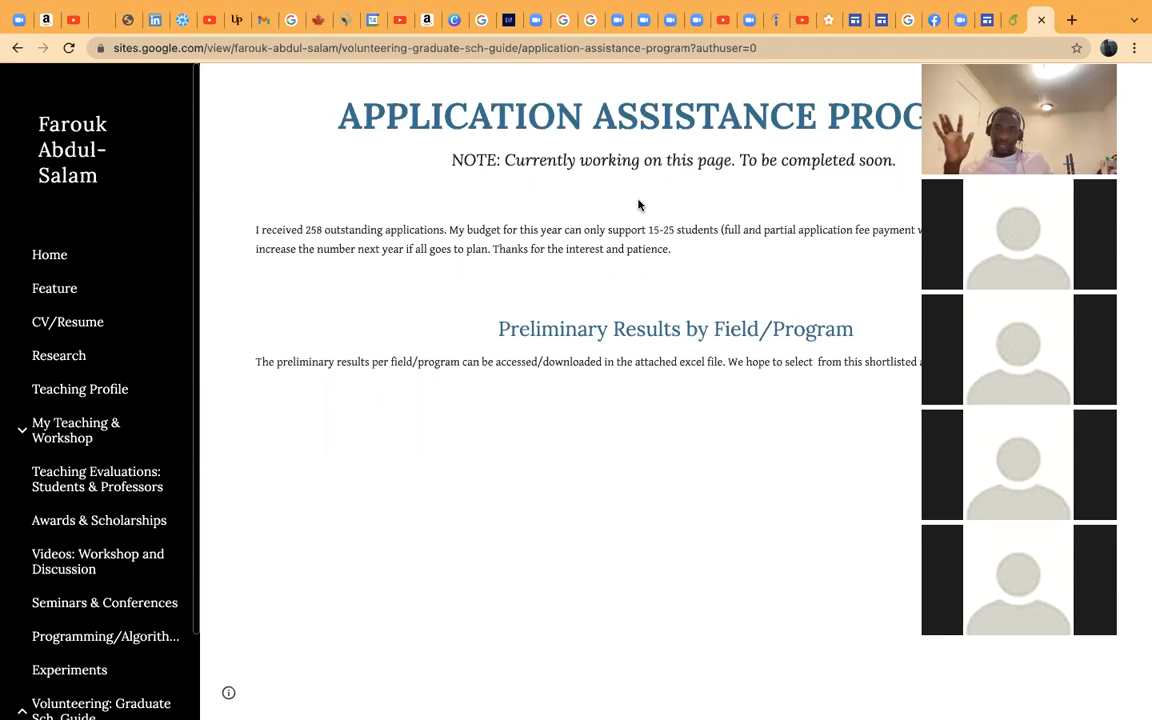 sites.google.com/view/farouk-abdul-salam/volunteering-graduate-sch-guide/application-assistance-program?authuser=0
Farouk
Abdul-
Salam
Home
Feature
CV/Resume
Research
Teaching Profile
My Teaching &
Workshop
Teaching Evaluations:
Students & Professors
Awards & Scholarships
Videos: Workshop and
Discussion
Seminars & Conferences
Programming/Algorith...
Experiments
Volunteering: Graduate
Sch. Guide
APPLICATION ASSISTANCE PROG
NOTE: Currently working on this page. To be completed soon.
I received 258 outstanding applications. My budget for this year can only support 15-25 students (full and partial application fee payment
increase the number next year if all goes to plan. Thanks for the interest and patience.
Preliminary Results by Field/Program
The preliminary results per field/program can be accessed/downloaded in the attached excel file. We hope to select from this shortlisted